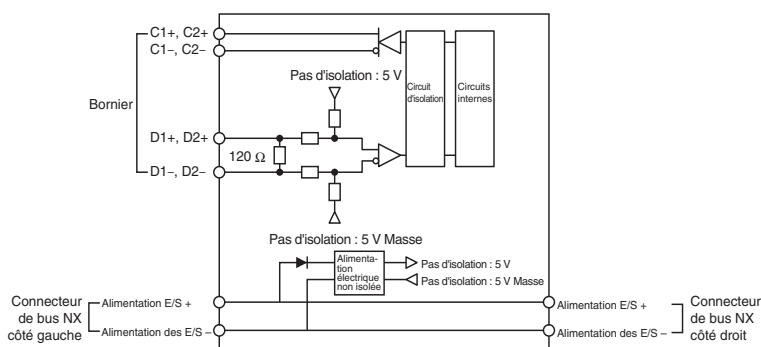 C1+, C2+
C1−, C2−
Pas d'isolation : 5 V
Circuit
d'isolation
Circuits
internes
Bornier
D1+, D2+
120 Ω
D1−, D2−
Pas d'isolation : 5 V Masse
Alimenta-
tion
électrique
non isolée
Pas d'isolation : 5 V
Pas d'isolation : 5 V Masse
Connecteur
de bus NX
côté gauche
Alimentation E/S +
Alimentation des E/S −
Alimentation E/S +
Alimentation des E/S −
Connecteur
de bus NX
côté droit